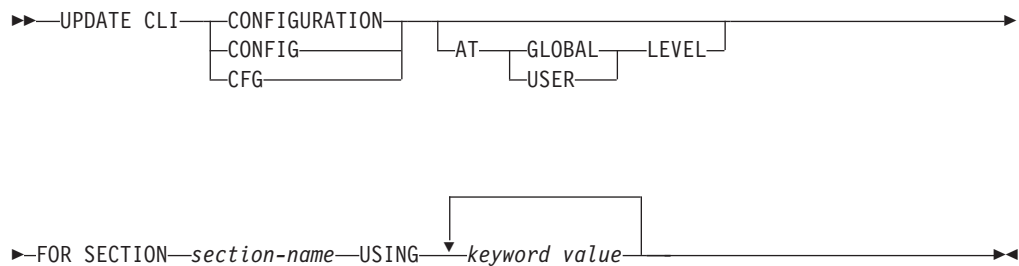 UPDATE CLI CONFIGURATION
CONFIG
CFG
AT GLOBAL LEVEL
USER
FOR SECTION section-name USING keyword value